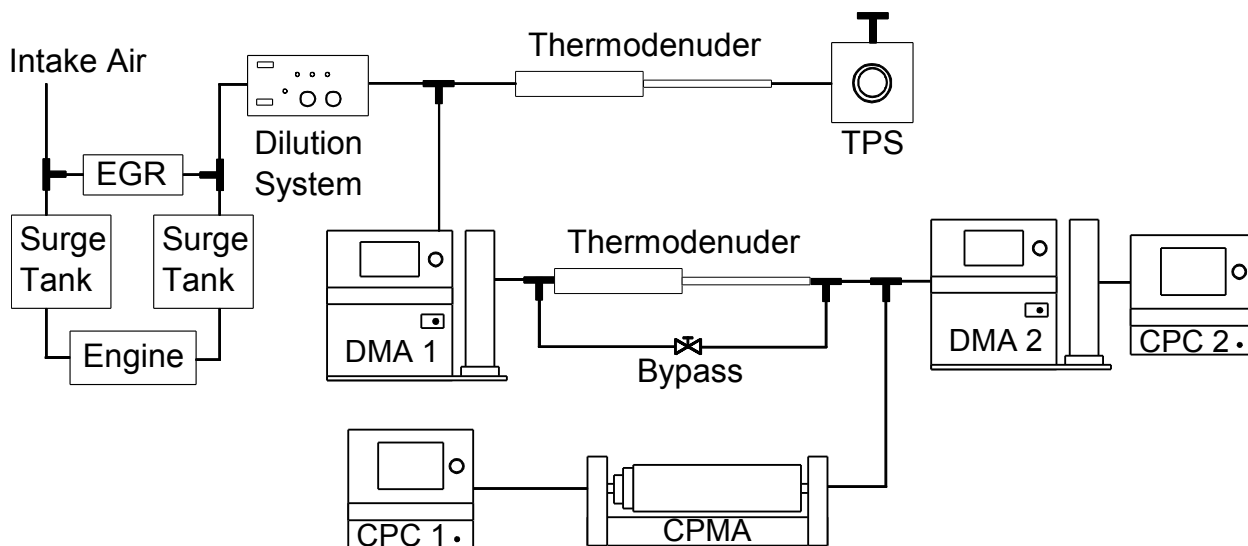 Intake Air
Thermodenuder
EGR
Dilution
System
TPS
Surge
Tank
Surge
Tank
Engine
Thermodenuder
DMA 1
Bypass
DMA 2
CPC 2
CPC 1
CPMA